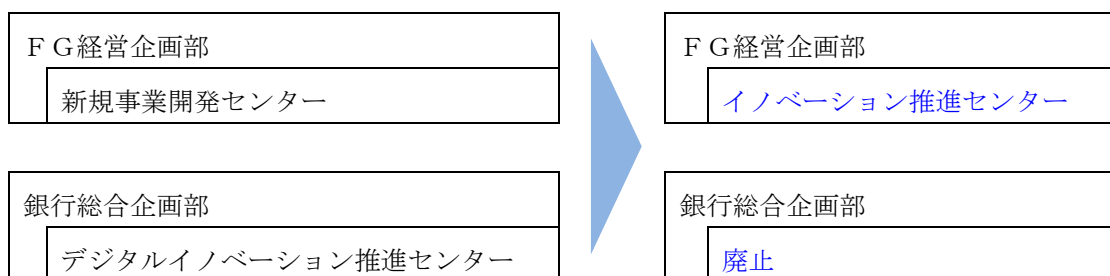 ＦＧ経営企画部
新規事業開発センター
銀行総合企画部
デジタルイノベーション推進センター
ＦＧ経営企画部
イノベーション推進センター
銀行総合企画部
廃止